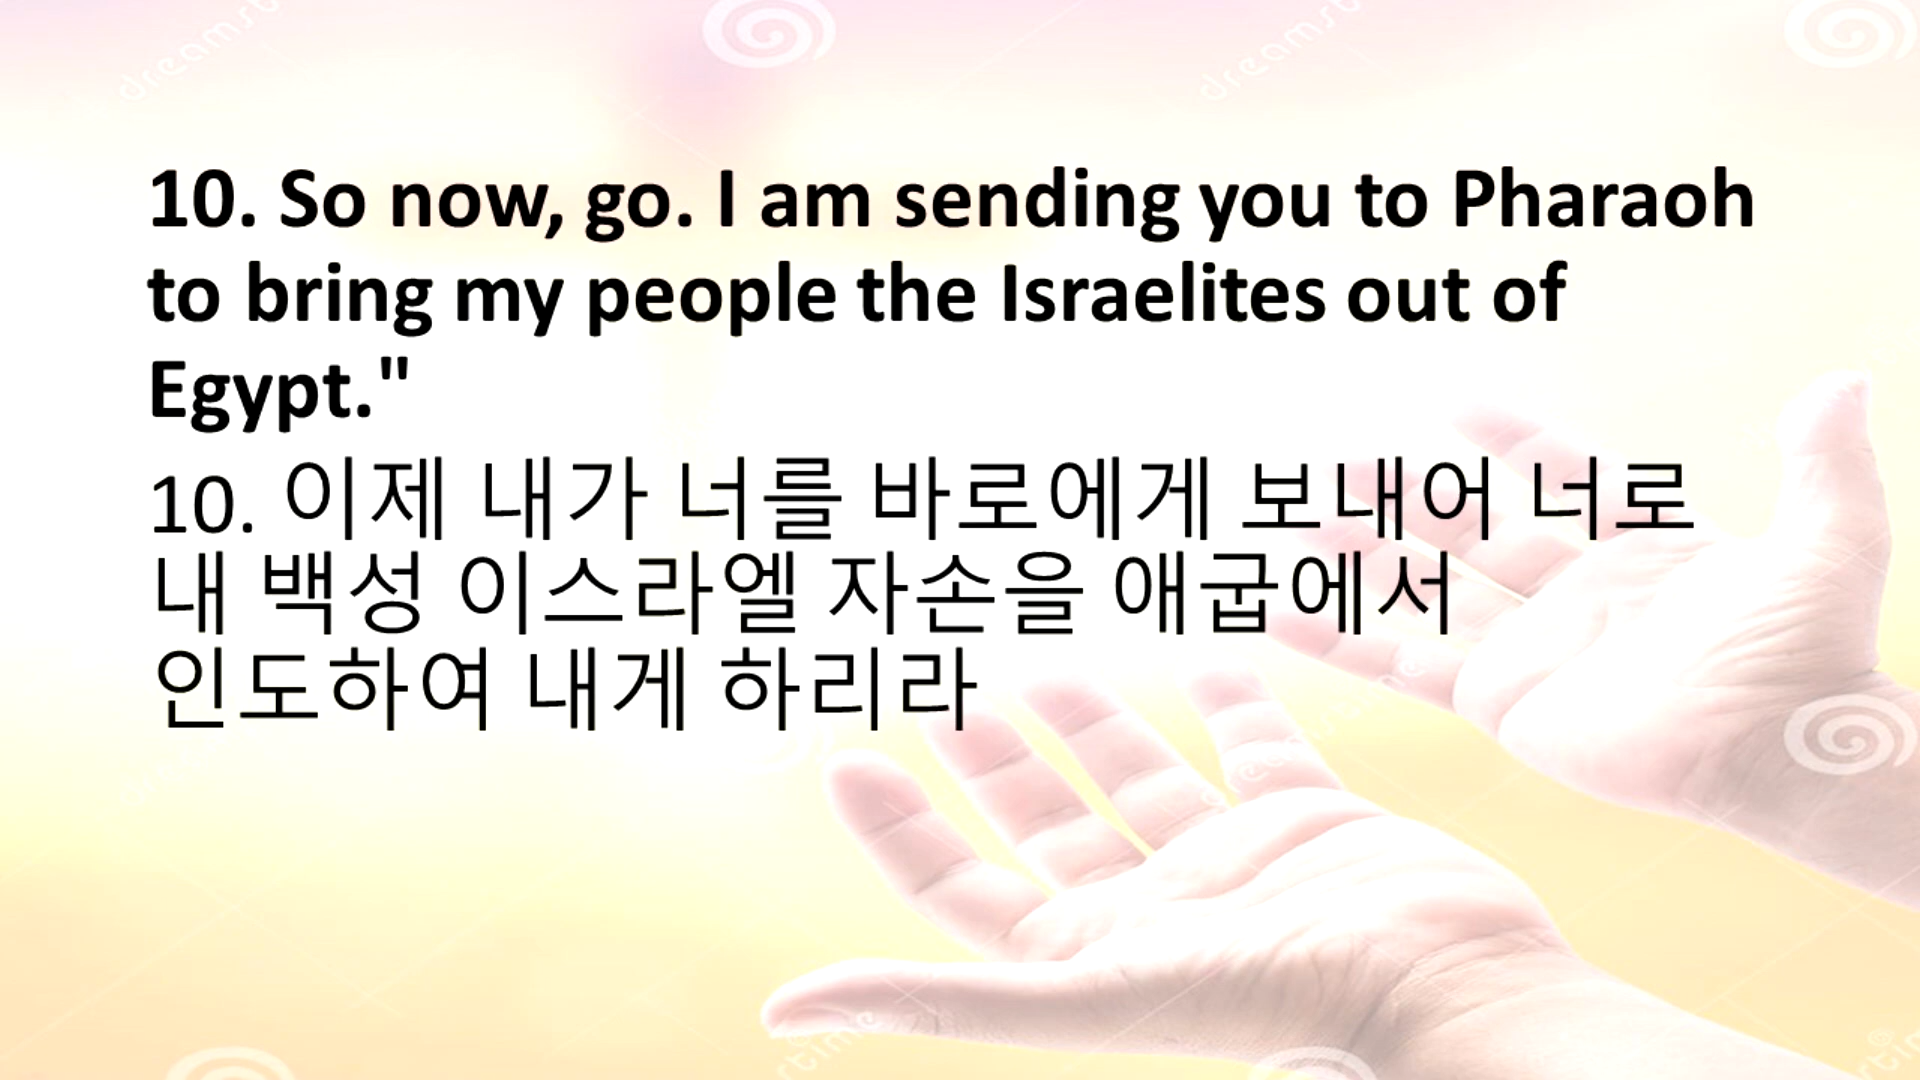 dreamst
dreamst
10. So now, go. I am sending you to Pharaoh
to bring my people the Israelites out of
Egypt."
10. 이제 내가 너를 바로에게 보내어 너로
내 백성 이스라엘 자손을 애굽에서
인도하여 내게 하리라